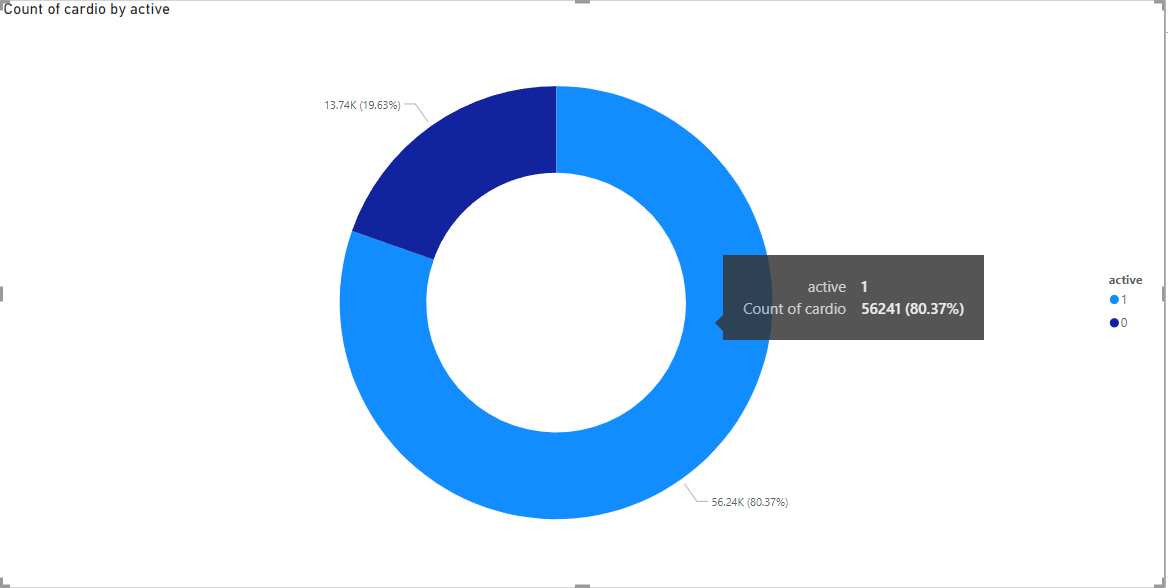 Count of cardio by active
13.74K (19.63%)
active 1
Count of cardio 56241 (80.37%)
active
1
0
56.24K (80.37%)